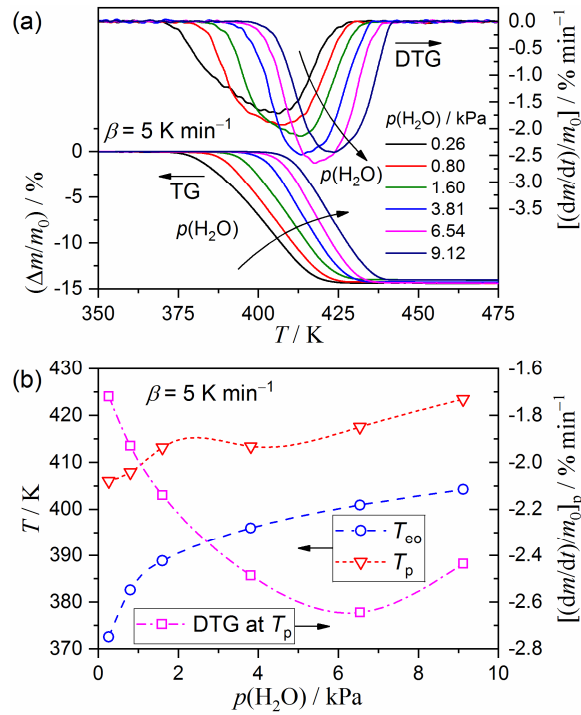 (a)
0.0
-0.5
-1.0
-1.5
-2.0
-2.5
-3.0
-3.5
[(dm/dt)/m0] / % min−1
DTG
β = 5 K min−1
p(H2O) / kPa
0.26
0.80
1.60
3.81
6.54
9.12
p(H2O)
TG
p(H2O)
0
-5
-10
-15
(Δm/m0) / %
350
375
400
425
450
475
T / K
(b)
β = 5 K min−1
430
420
410
400
390
380
370
T / K
-1.6
-1.8
-2.0
-2.2
-2.4
-2.6
-2.8
[(dm/dt)/m0]p / % min−1
Teo
Tp
DTG at Tp
0
2
4
6
8
10
p(H2O) / kPa